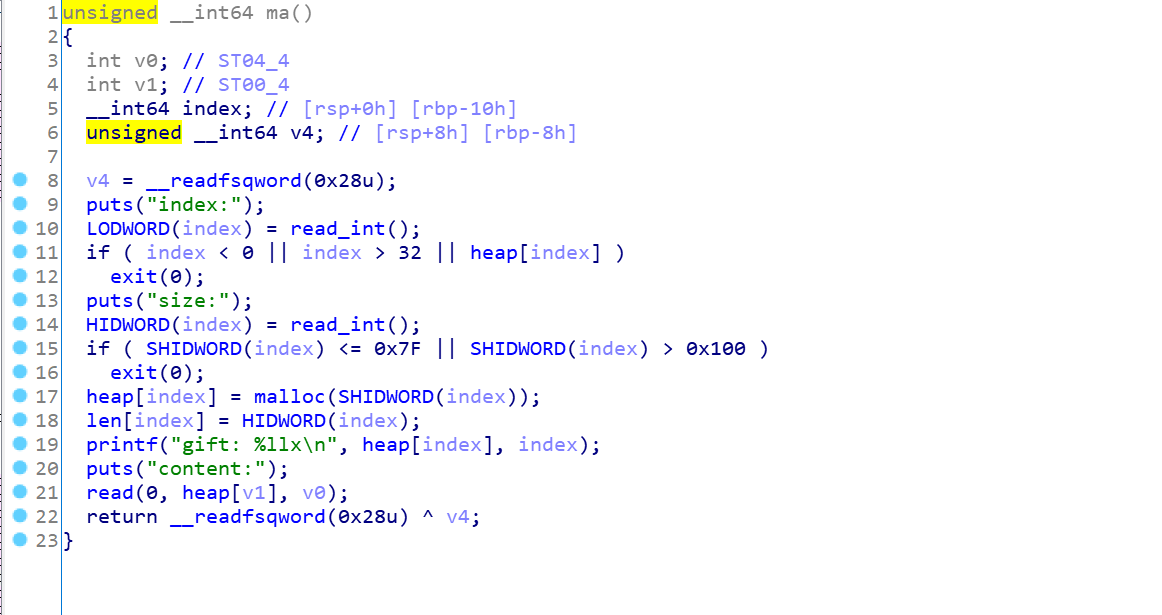 1 unsigned __int64 ma()
2 {
3   int v0; // ST04_4
4   int v1; // ST00_4
5   __int64 index; // [rsp+0h] [rbp-10h]
6   unsigned __int64 v4; // [rsp+8h] [rbp-8h]
7
8   v4 = __readfsqword(0x28u);
9   puts("index:");
10   LODWORD(index) = read_int();
11   if ( index < 0 || index > 32 || heap[index] )
12     exit(0);
13   puts("size:");
14   HIDWORD(index) = read_int();
15   if ( SHIDWORD(index) <= 0x7F || SHIDWORD(index) > 0x100 )
16     exit(0);
17   heap[index] = malloc(SHIDWORD(index));
18   len[index] = HIDWORD(index);
19   printf("gift: %llx\n", heap[index], index);
20   puts("content:");
21   read(0, heap[v1], v0);
22   return __readfsqword(0x28u) ^ v4;
23 }